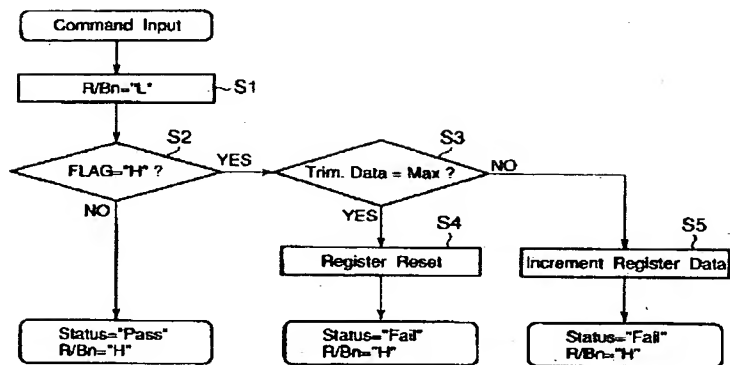 Command Input
R/Bn="L"
S1
S2
FLAG="H" ?
YES
NO
S3
Trim. Data = Max ?
NO
YES
S4
Register Reset
S5
Increment Register Data
Status="Pass"
R/Bn="H"
Status="Fail"
R/Bn="H"
Status="Fail"
R/Bn="H"